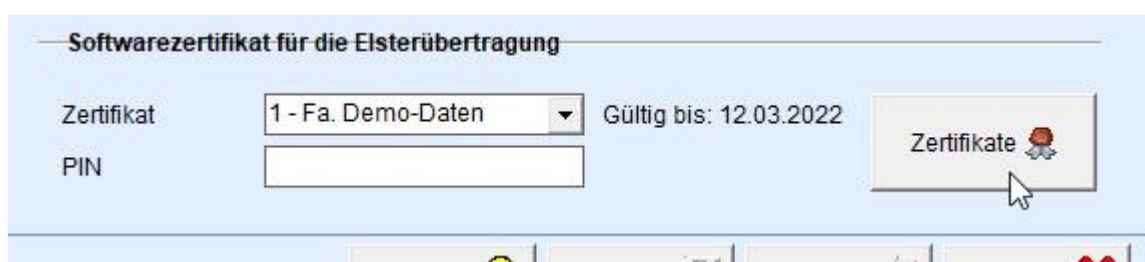 Softwarezertifikat für die Elsterübertragung
Zertifikat 1 - Fa. Demo-Daten Gültig bis: 12.03.2022
Zertifikate
PIN